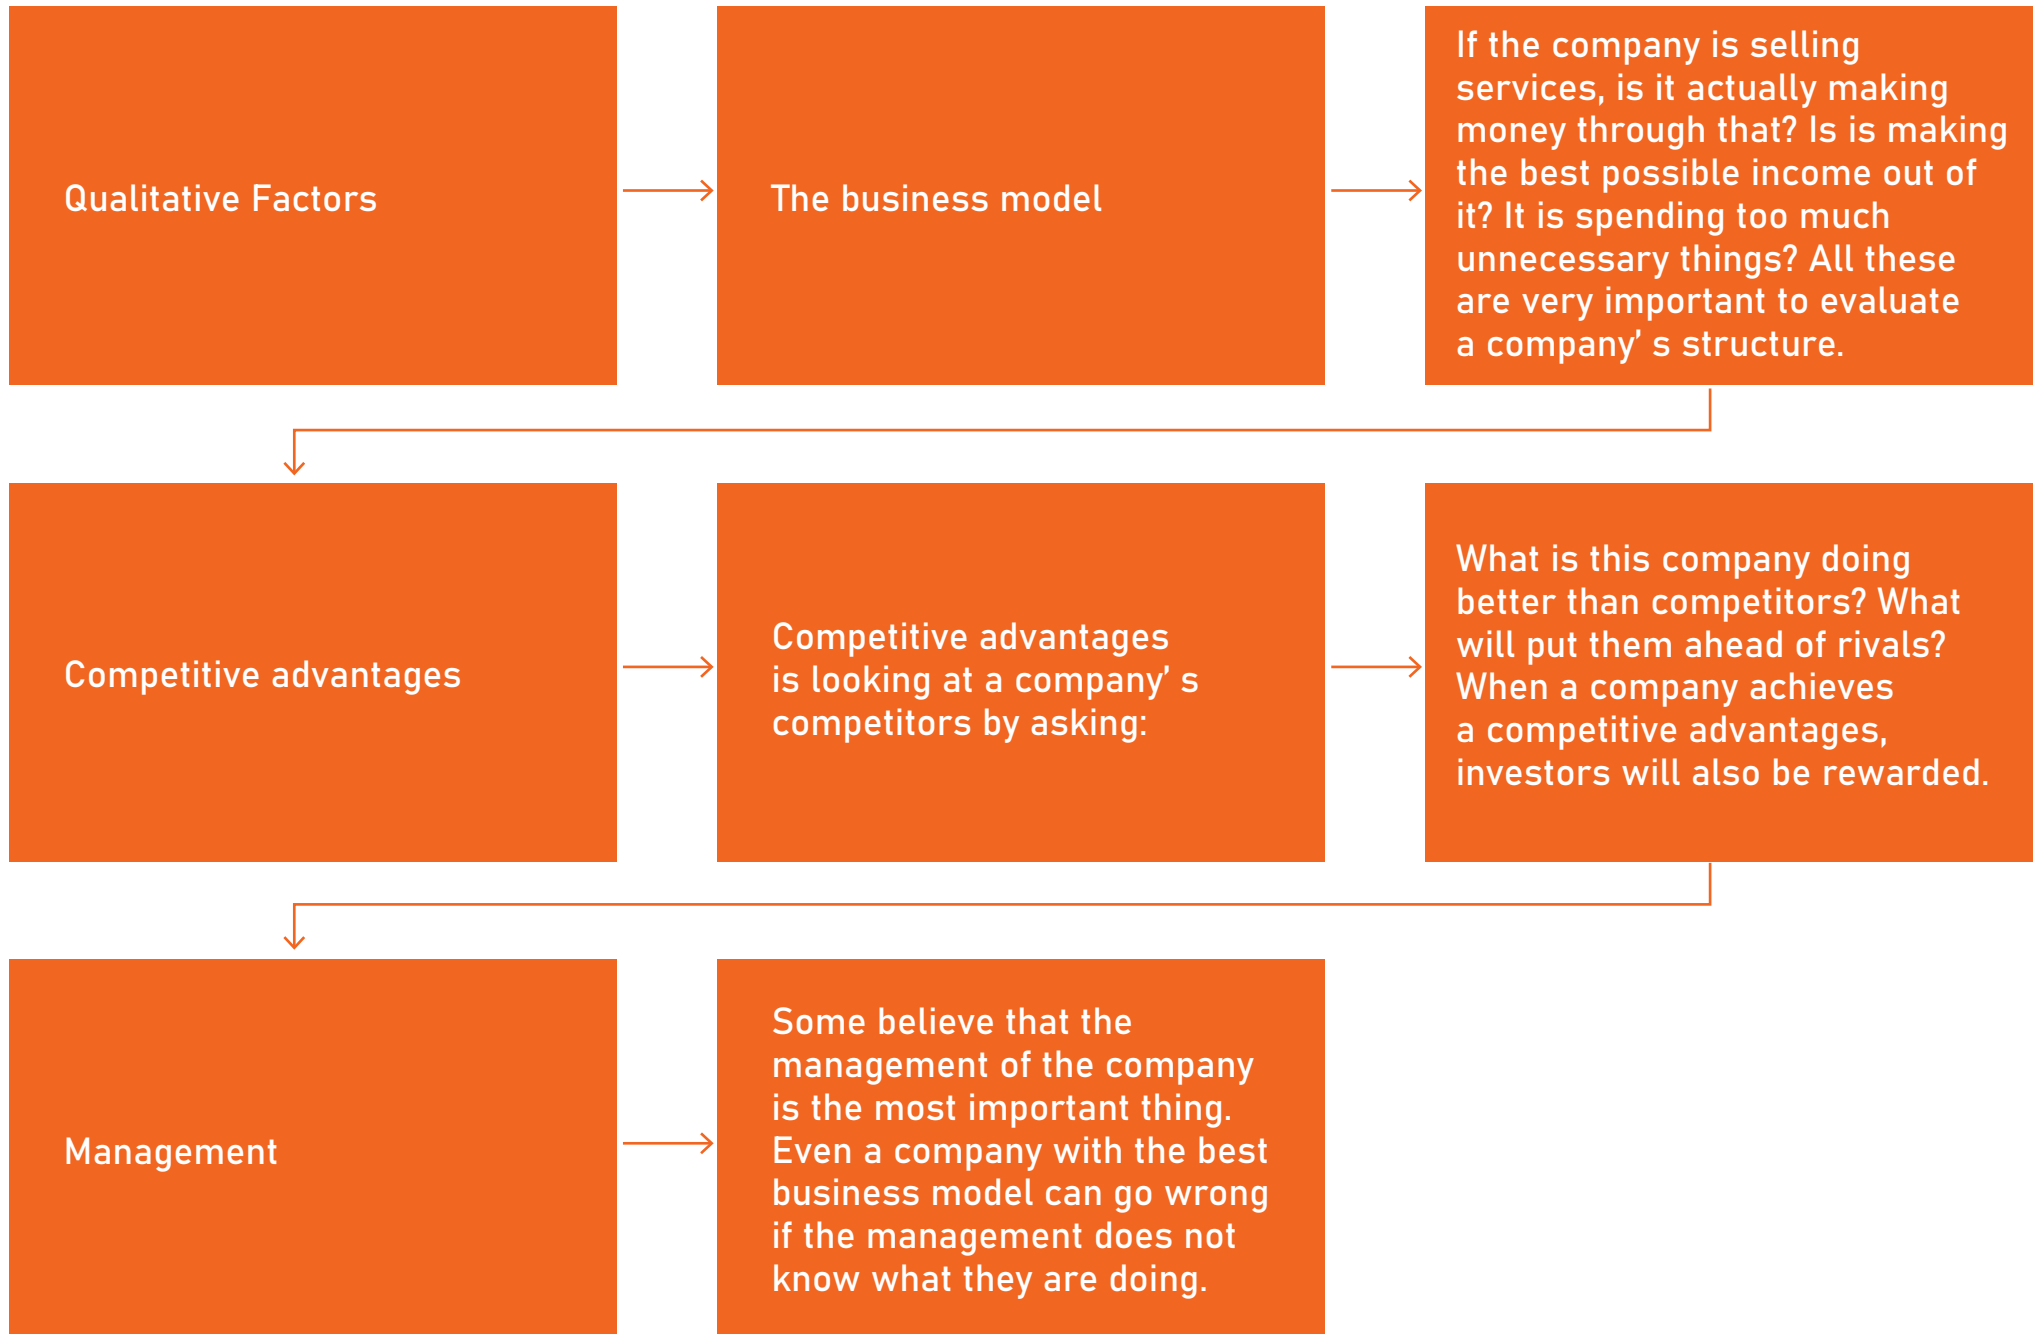 Qualitative Factors
The business model
If the company is selling
services, is it actually making
money through that? Is is making
the best possible income out of
it? It is spending too much
unnecessary things? All these
are very important to evaluate
a company’ s structure.
Competitive advantages
Competitive advantages
is looking at a company’ s
competitors by asking:
What is this company doing
better than competitors? What
will put them ahead of rivals?
When a company achieves
a competitive advantages,
investors will also be rewarded.
Management
Some believe that the
management of the company
is the most important thing.
Even a company with the best
business model can go wrong
if the management does not
know what they are doing.